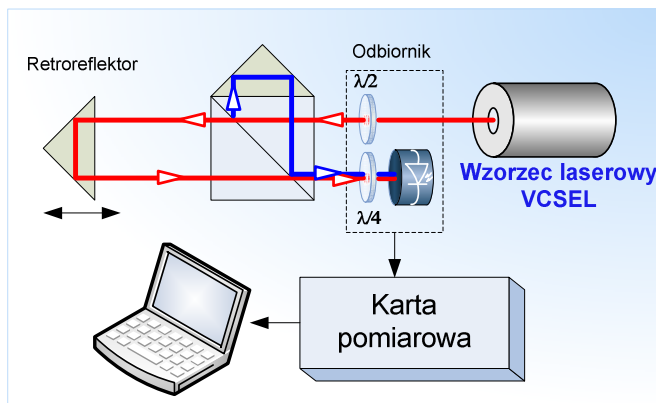 Odbiornik
Retroreflektor
λ/2
Wzorzec laserowy
VCSEL
λ/4
Karta
pomiarowa